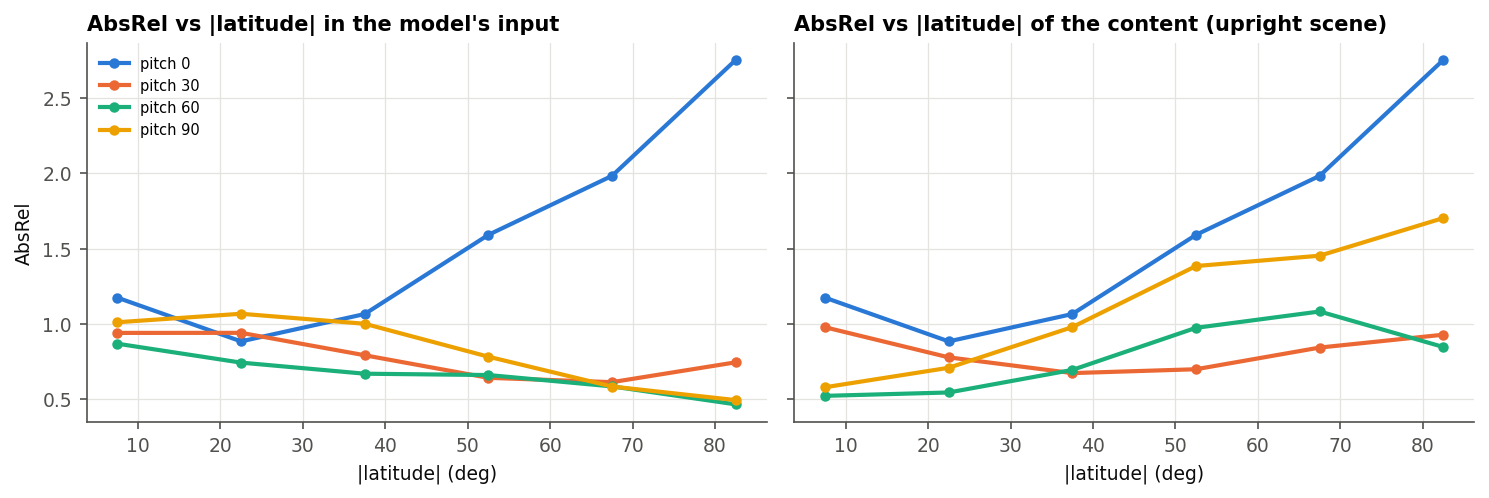 AbsRel vs |latitude| in the model's input
AbsRel vs |latitude| of the content (upright scene)
pitch 0
pitch 30
pitch 60
pitch 90
AbsRel
2.5
2.0
1.5
1.0
0.5
10 20 30 40 50 60 70 80
10 20 30 40 50 60 70 80
|latitude| (deg)
|latitude| (deg)